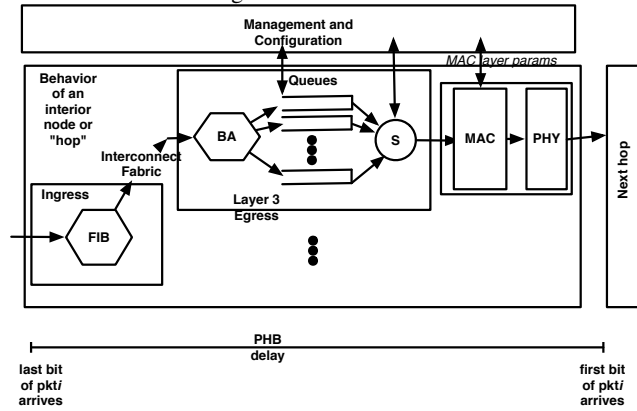 Management and
Configuration
MAC layer params
Behavior
of an
interior
node or
"hop"
Queues
BA
S
MAC
PHY
Next hop
Interconnect
Fabric
Layer 3
Egress
Ingress
FIB
PHB
delay
last bit
of pkti
arrives
first bit
of pkti
arrives